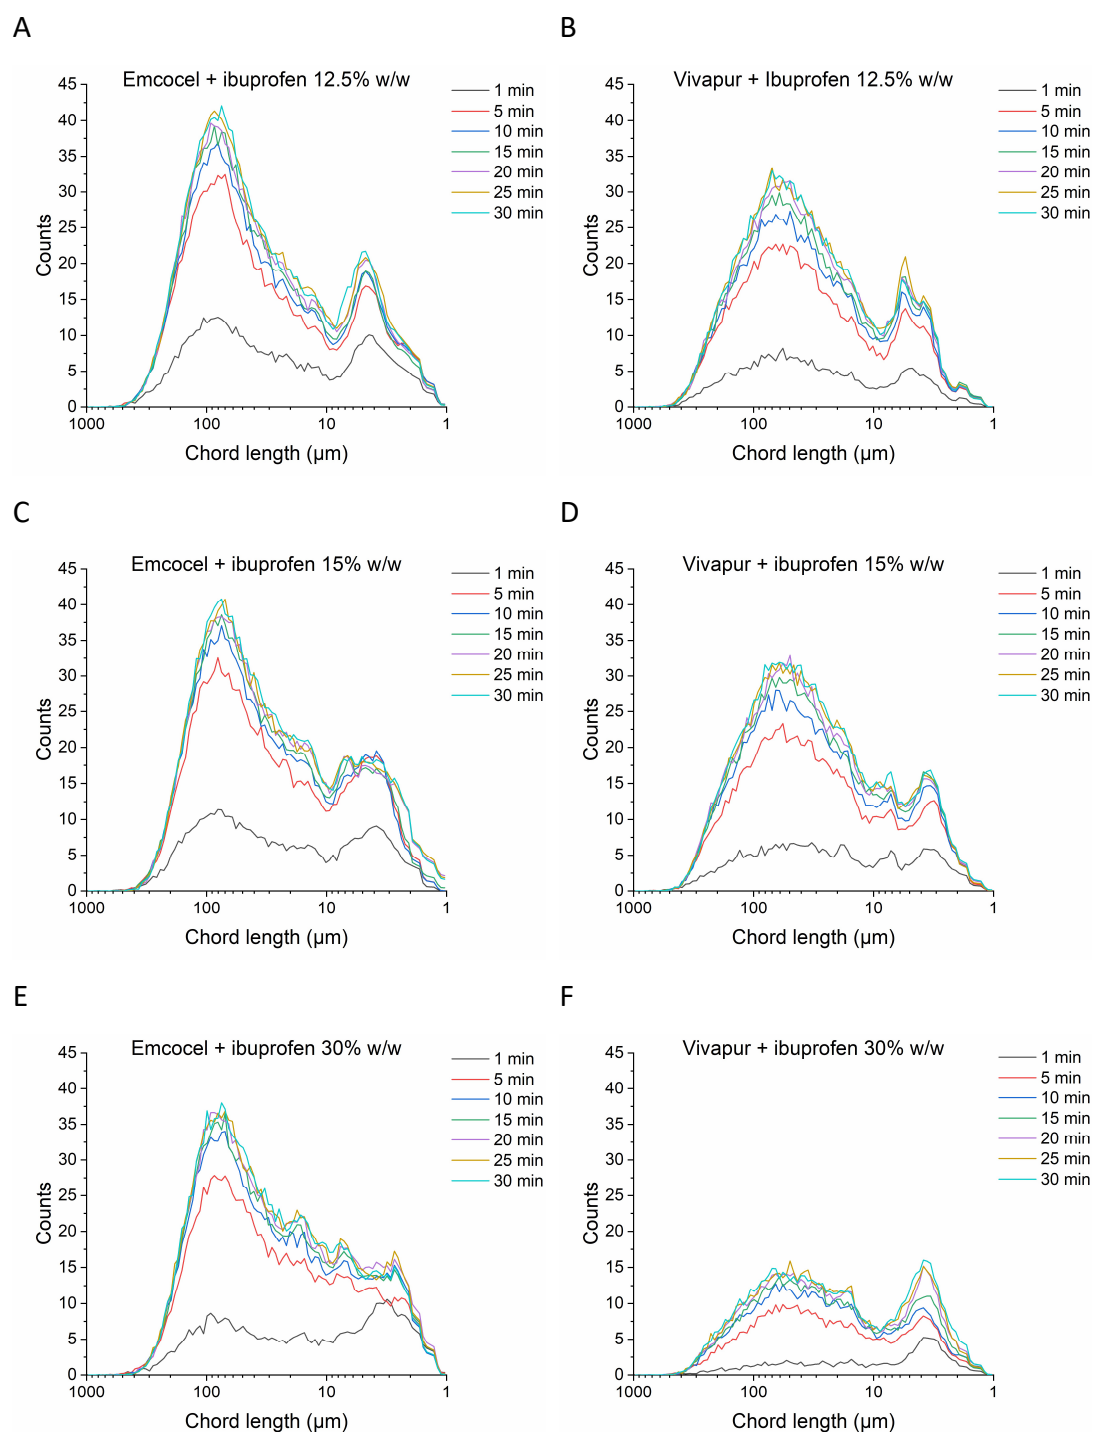 A
Emcocel + ibuprofen 12.5% w/w
45
40
35
30
25
20
15
10
5
0
Counts
1000
100
10
1
Chord length (µm)
1 min
5 min
10 min
15 min
20 min
25 min
30 min
B
Vivapur + Ibuprofen 12.5% w/w
45
40
35
30
25
20
15
10
5
0
Counts
1000
100
10
1
Chord length (µm)
1 min
5 min
10 min
15 min
20 min
25 min
30 min
C
Emcocel + ibuprofen 15% w/w
45
40
35
30
25
20
15
10
5
0
Counts
1000
100
10
1
Chord length (µm)
1 min
5 min
10 min
15 min
20 min
25 min
30 min
D
Vivapur + ibuprofen 15% w/w
45
40
35
30
25
20
15
10
5
0
Counts
1000
100
10
1
Chord length (µm)
1 min
5 min
10 min
15 min
20 min
25 min
30 min
E
Emcocel + ibuprofen 30% w/w
45
40
35
30
25
20
15
10
5
0
Counts
1000
100
10
1
Chord length (µm)
1 min
5 min
10 min
15 min
20 min
25 min
30 min
F
Vivapur + ibuprofen 30% w/w
45
40
35
30
25
20
15
10
5
0
Counts
1000
100
10
1
Chord length (µm)
1 min
5 min
10 min
15 min
20 min
25 min
30 min